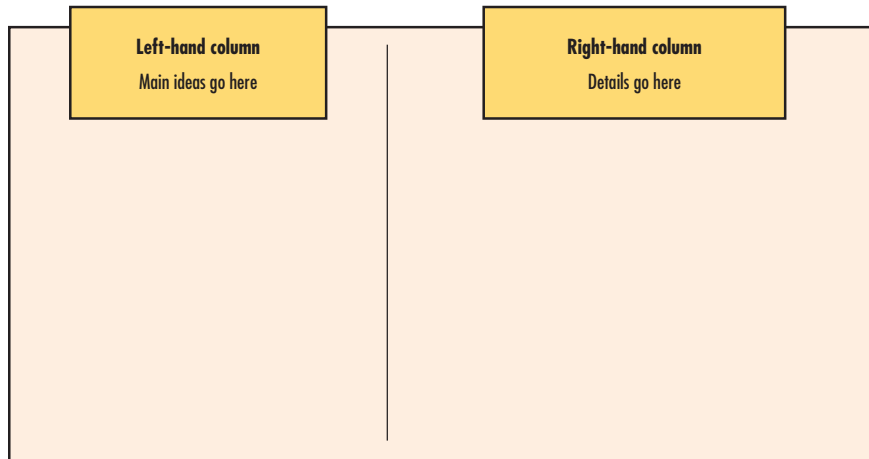 Left-hand column
Main ideas go here
Right-hand column
Details go here